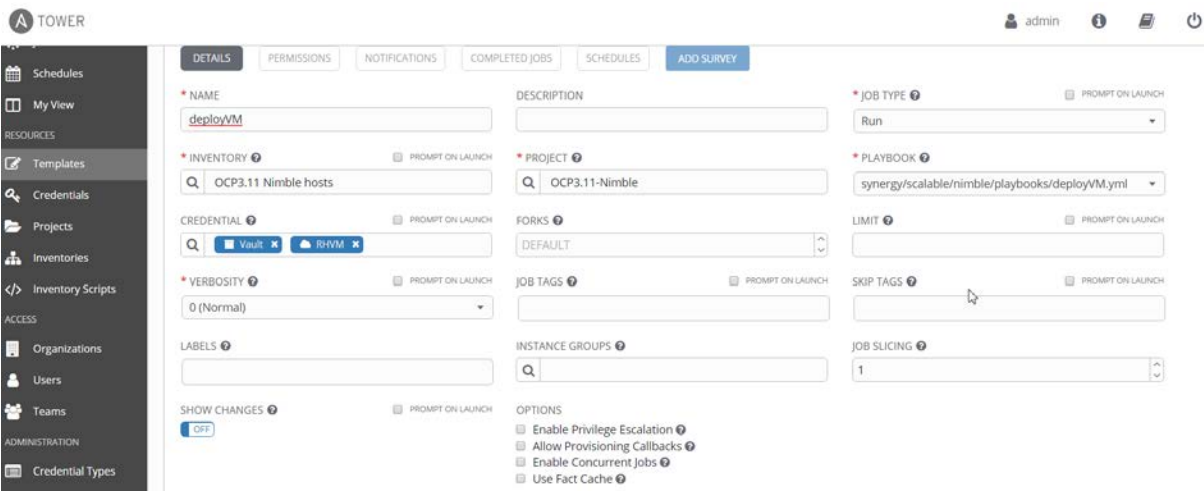 A TOWER
admin
Schedules
My View
RESOURCES
Templates
Credentials
Projects
Inventories
Inventory Scripts
ACCESS
Organizations
Users
Teams
ADMINISTRATION
Credential Types
DETAILS PERMISSIONS NOTIFICATIONS COMPLETED JOBS SCHEDULES ADD SURVEY
* NAME DESCRIPTION * JOB TYPE PROMPT ON LAUNCH
deployVM Run
* INVENTORY PROMPT ON LAUNCH * PROJECT * PLAYBOOK
OCP3.11 Nimble hosts OCP3.11-Nimble synergy/scalable/nimble/playbooks/deployVM.yml
CREDENTIAL PROMPT ON LAUNCH FORKS LIMIT PROMPT ON LAUNCH
Vault RHVM DEFAULT
* VERBOSITY PROMPT ON LAUNCH JOB TAGS PROMPT ON LAUNCH SKIP TAGS PROMPT ON LAUNCH
0 (Normal)
LABELS INSTANCE GROUPS JOB SLICING
1
SHOW CHANGES PROMPT ON LAUNCH OPTIONS
OFF Enable Privilege Escalation
Allow Provisioning Callbacks
Enable Concurrent Jobs
Use Fact Cache